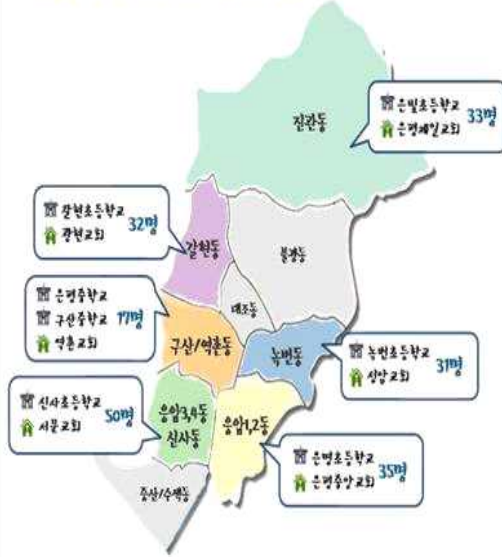 진관동
은빛초등학교
은평제일교회
33명
갈현초등학교
갈현교회
32명
갈현동
불광동
대조동
은평중학교
구산중학교
역촌교회
17명
구산/역촌동
녹번동
녹번초등학교
성암교회
31명
신사초등학교
서문교회
50명
응암3,4동
신사동
응암1,2동
은명초등학교
은평중앙교회
35명
증산/수색동